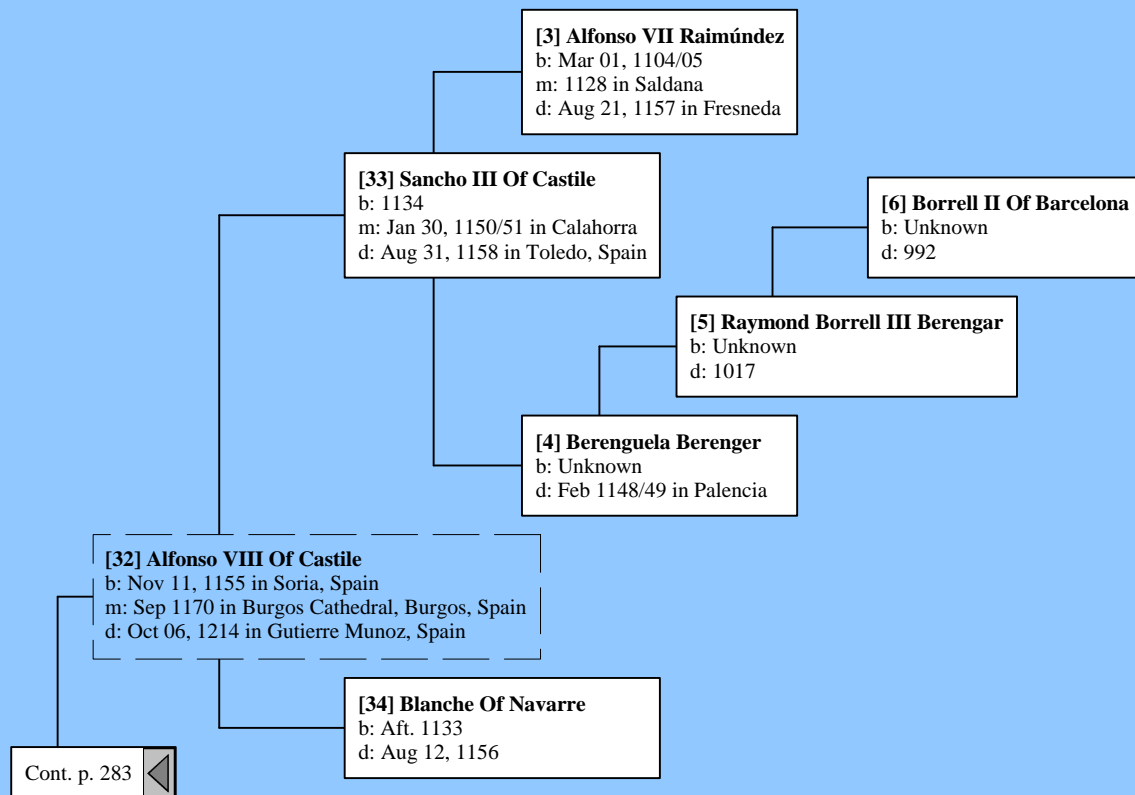 [3] Alfonso VII Raimúndez
b: Mar 01, 1104/05
m: 1128 in Saldana
d: Aug 21, 1157 in Fresneda
[33] Sancho III Of Castile
b: 1134
m: Jan 30, 1150/51 in Calahorra
d: Aug 31, 1158 in Toledo, Spain
[6] Borrell II Of Barcelona
b: Unknown
d: 992
[5] Raymond Borrell III Berengar
b: Unknown
d: 1017
[4] Berenguela Berenger
b: Unknown
d: Feb 1148/49 in Palencia
[32] Alfonso VIII Of Castile
b: Nov 11, 1155 in Soria, Spain
m: Sep 1170 in Burgos Cathedral, Burgos, Spain
d: Oct 06, 1214 in Gutierre Munoz, Spain
[34] Blanche Of Navarre
b: Aft. 1133
d: Aug 12, 1156
Cont. p. 283